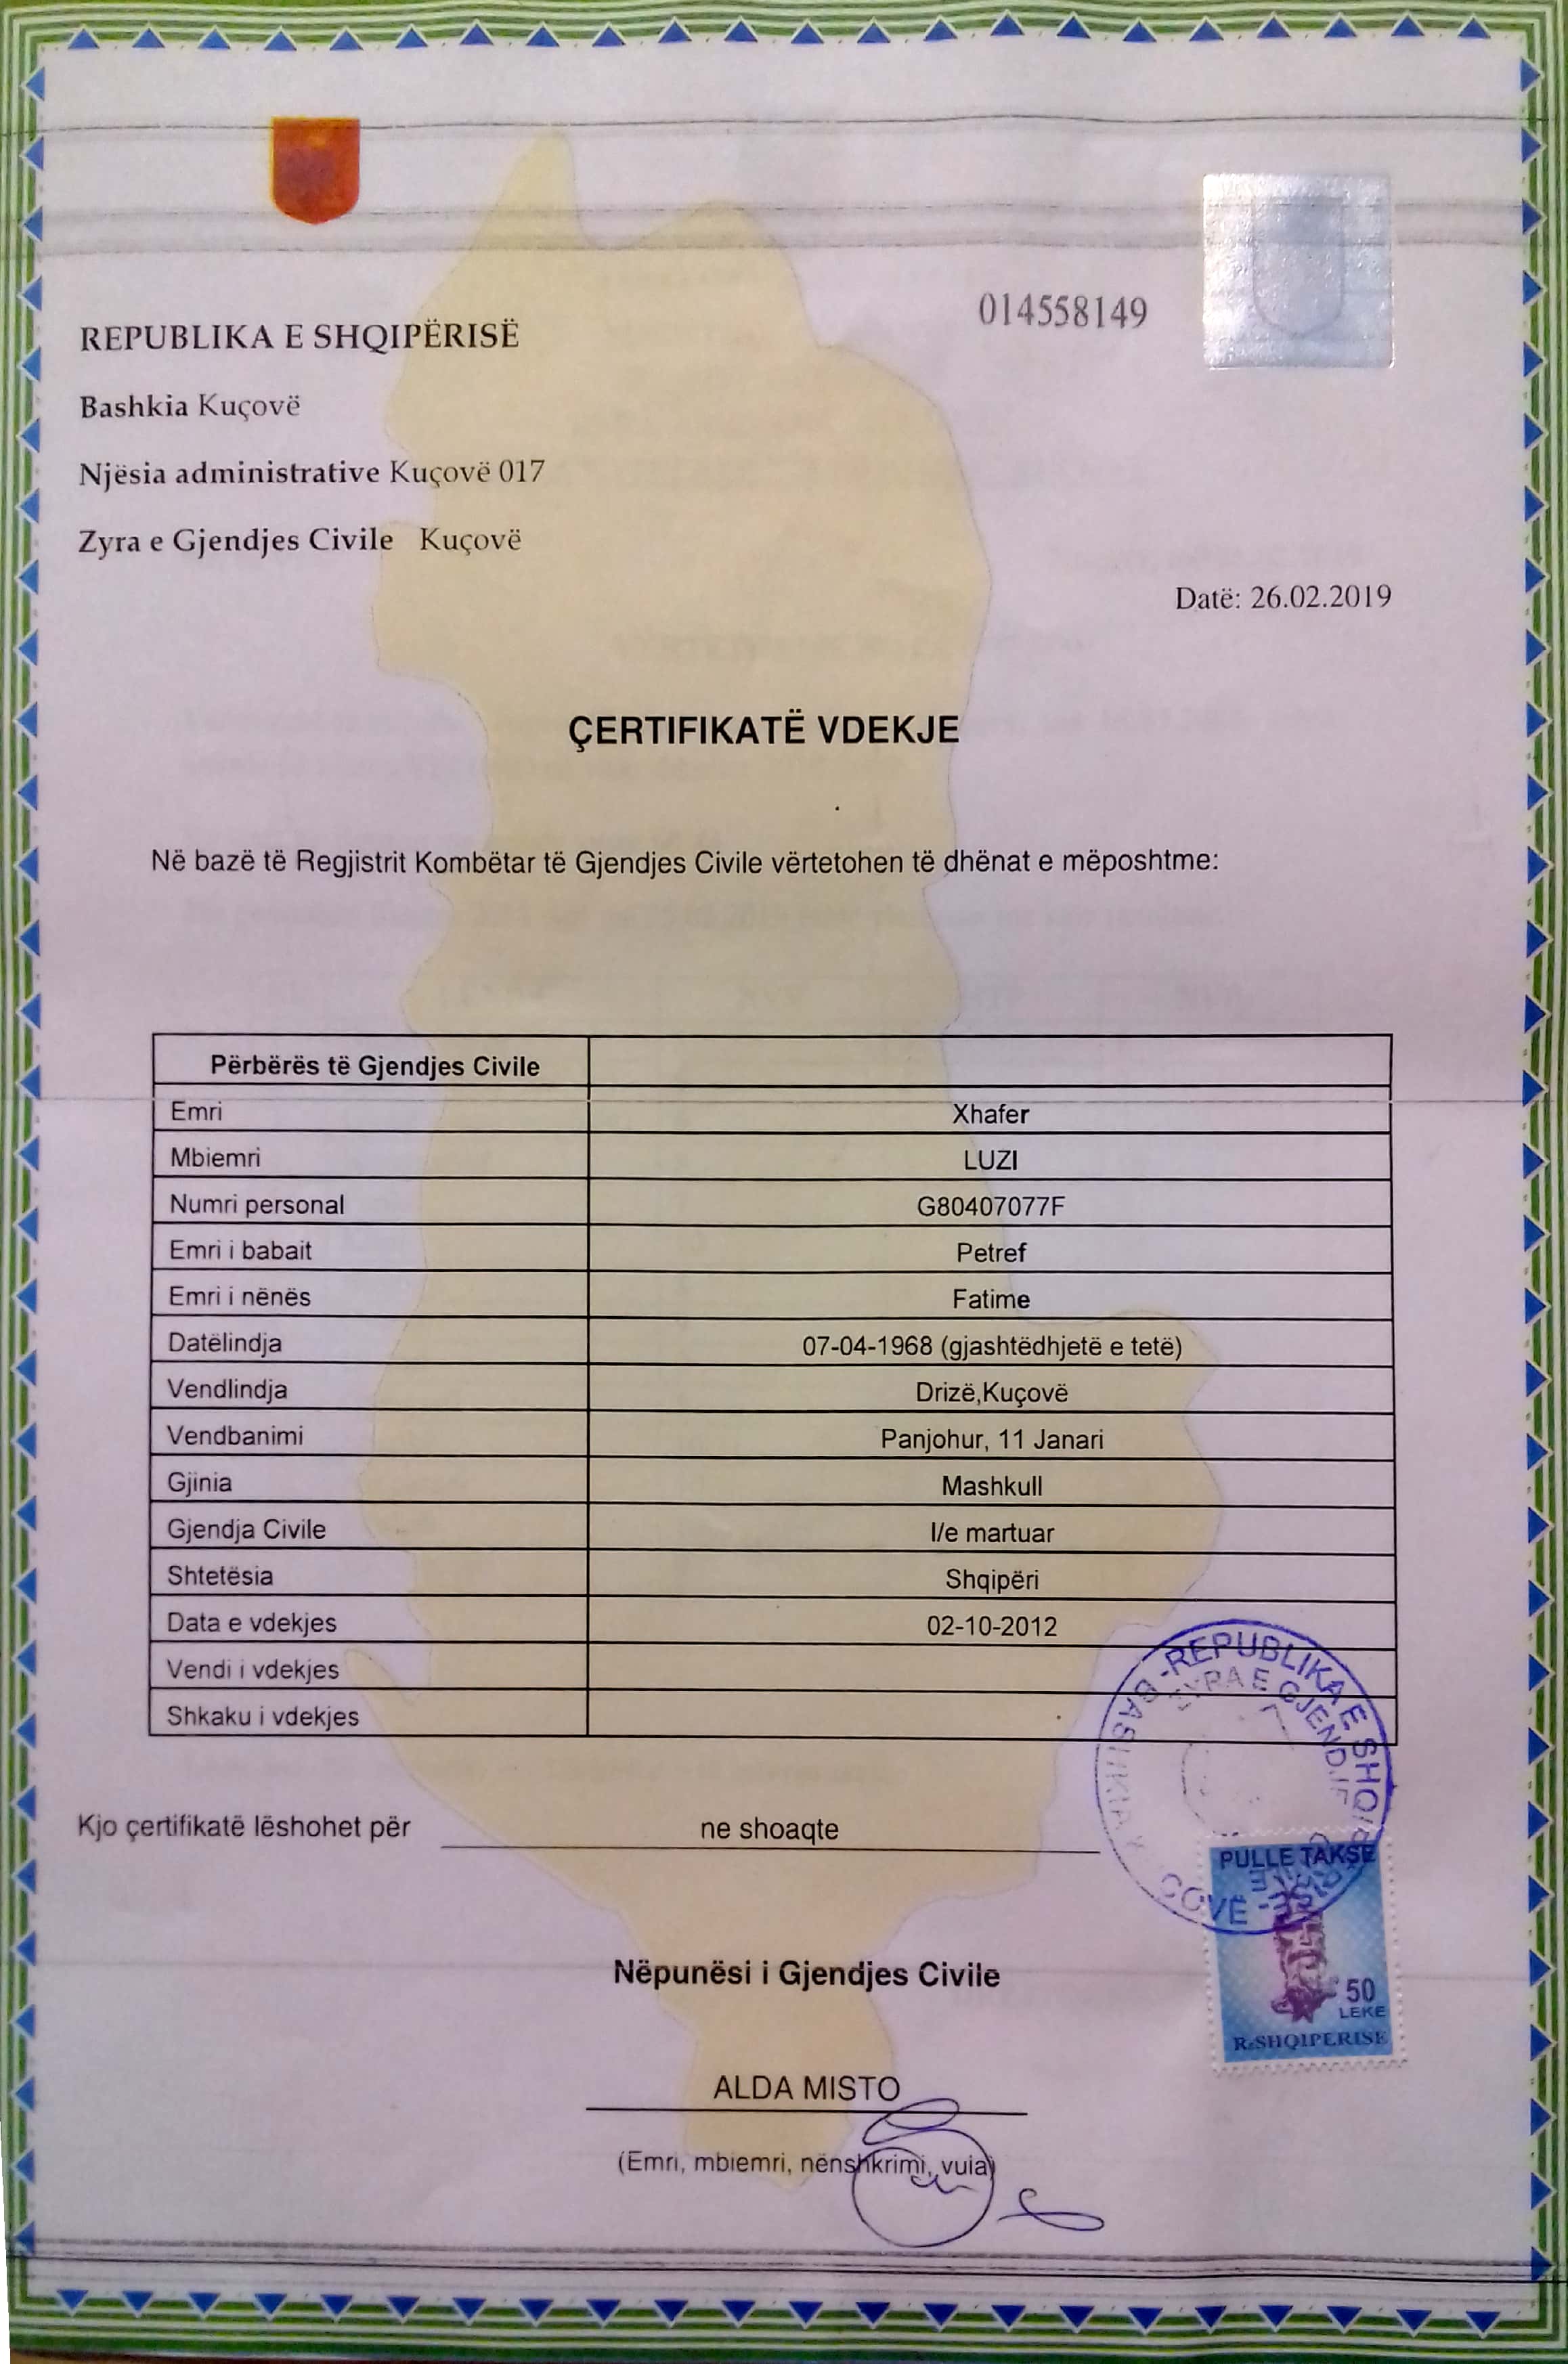 014558149
REPUBLIKA E SHQIPËRISË
Bashkia Kuçovë
Njësia administrative Kuçovë 017
Zyra e Gjendjes Civile Kuçovë
Datë: 26.02.2019
ÇERTIFIKATË VDEKJE
Në bazë të Regjistrit Kombëtar të Gjendjes Civile vërtetohen të dhënat e mëposhtme:
Përbërës të Gjendjes Civile
Emri Xhafer
Mbiemri LUZI
Numri personal G80407077F
Emri i babait Petref
Emri i nënës Fatime
Datëlindja 07-04-1968 (gjashtëdhjetë e tetë)
Vendlindja Drizë,Kuçovë
Vendbanimi Panjohur, 11 Janari
Gjinia Mashkull
Gjendja Civile I/e martuar
Shtetësia Shqipëri
Data e vdekjes 02-10-2012
Vendi i vdekjes
Shkaku i vdekjes
Kjo çertifikatë lëshohet për ne shoaqte
REPUBLIKA E
ZYRA E
PULLE TAKSE
50
LEKE
R.SHQIPERISE
Nëpunësi i Gjendjes Civile
ALDA MISTO
(Emri, mbiemri, nënshkrimi, vula)